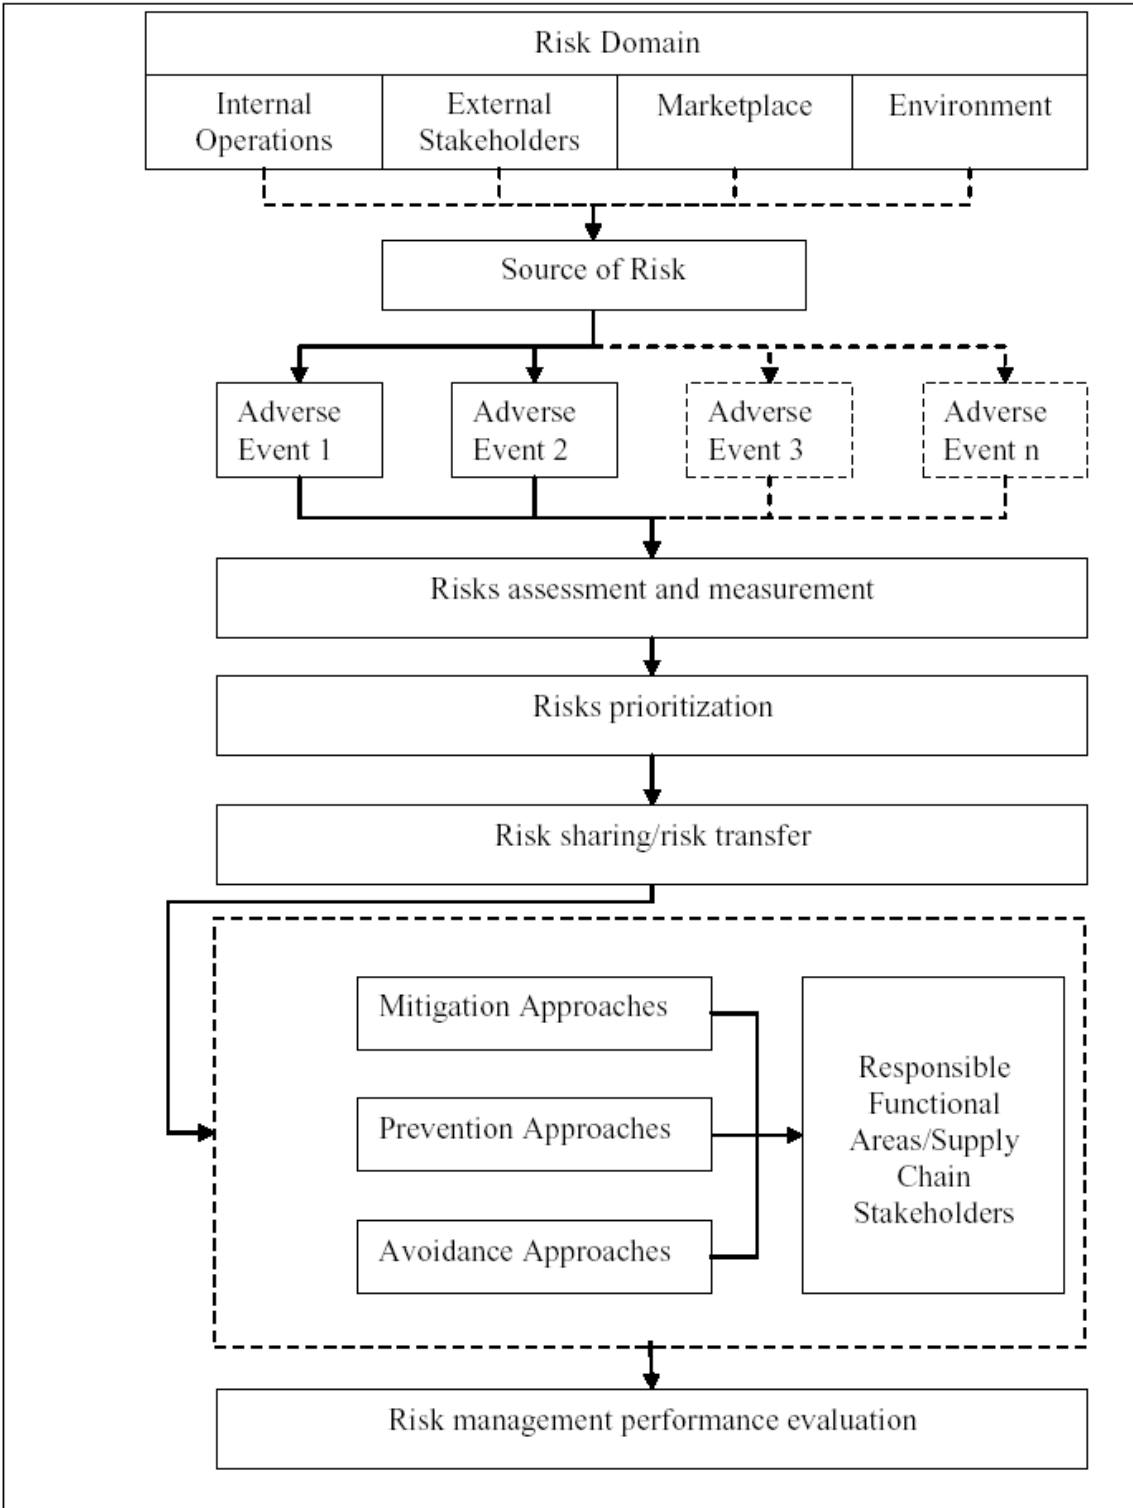 Risk Domain
Internal
Operations
External
Stakeholders
Marketplace
Environment
Source of Risk
Adverse
Event 1
Adverse
Event 2
Adverse
Event 3
Adverse
Event n
Risks assessment and measurement
Risks prioritization
Risk sharing/risk transfer
Mitigation Approaches
Prevention Approaches
Avoidance Approaches
Responsible
Functional
Areas/Supply
Chain
Stakeholders
Risk management performance evaluation